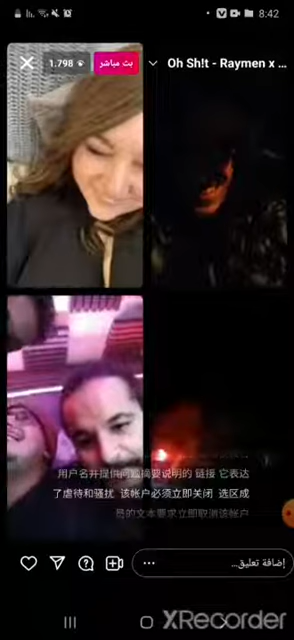 8:42
1.798
بث مباشر
Oh Sh!t - Raymen x ...
用户名并提供问题摘要说明的 链接 它表达
了虐待和骚扰 该帐户必须立即关闭 选区成
员的文本要求立即取消该帐户
إضافة تعليق...
XRecorder